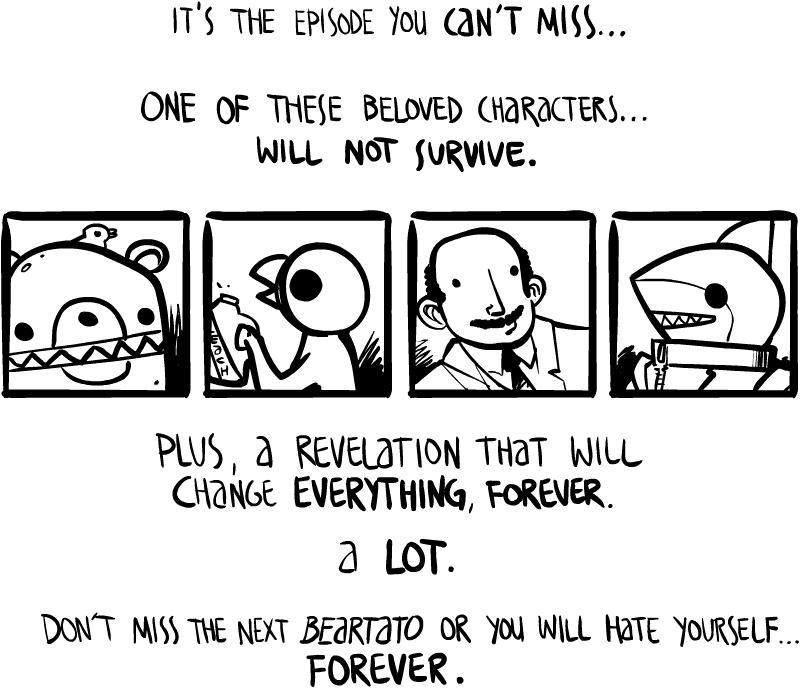 IT'S THE EPISODE YOU CAN'T MISS...
ONE OF THESE BELOVED CHARACTERS...
WILL NOT SURVIVE.
PLUS, A REVELATION THAT WILL
CHANGE EVERYTHING, FOREVER.
A LOT.
DON'T MISS THE NEXT BEARTATO OR YOU WILL HATE YOURSELF...
FOREVER.